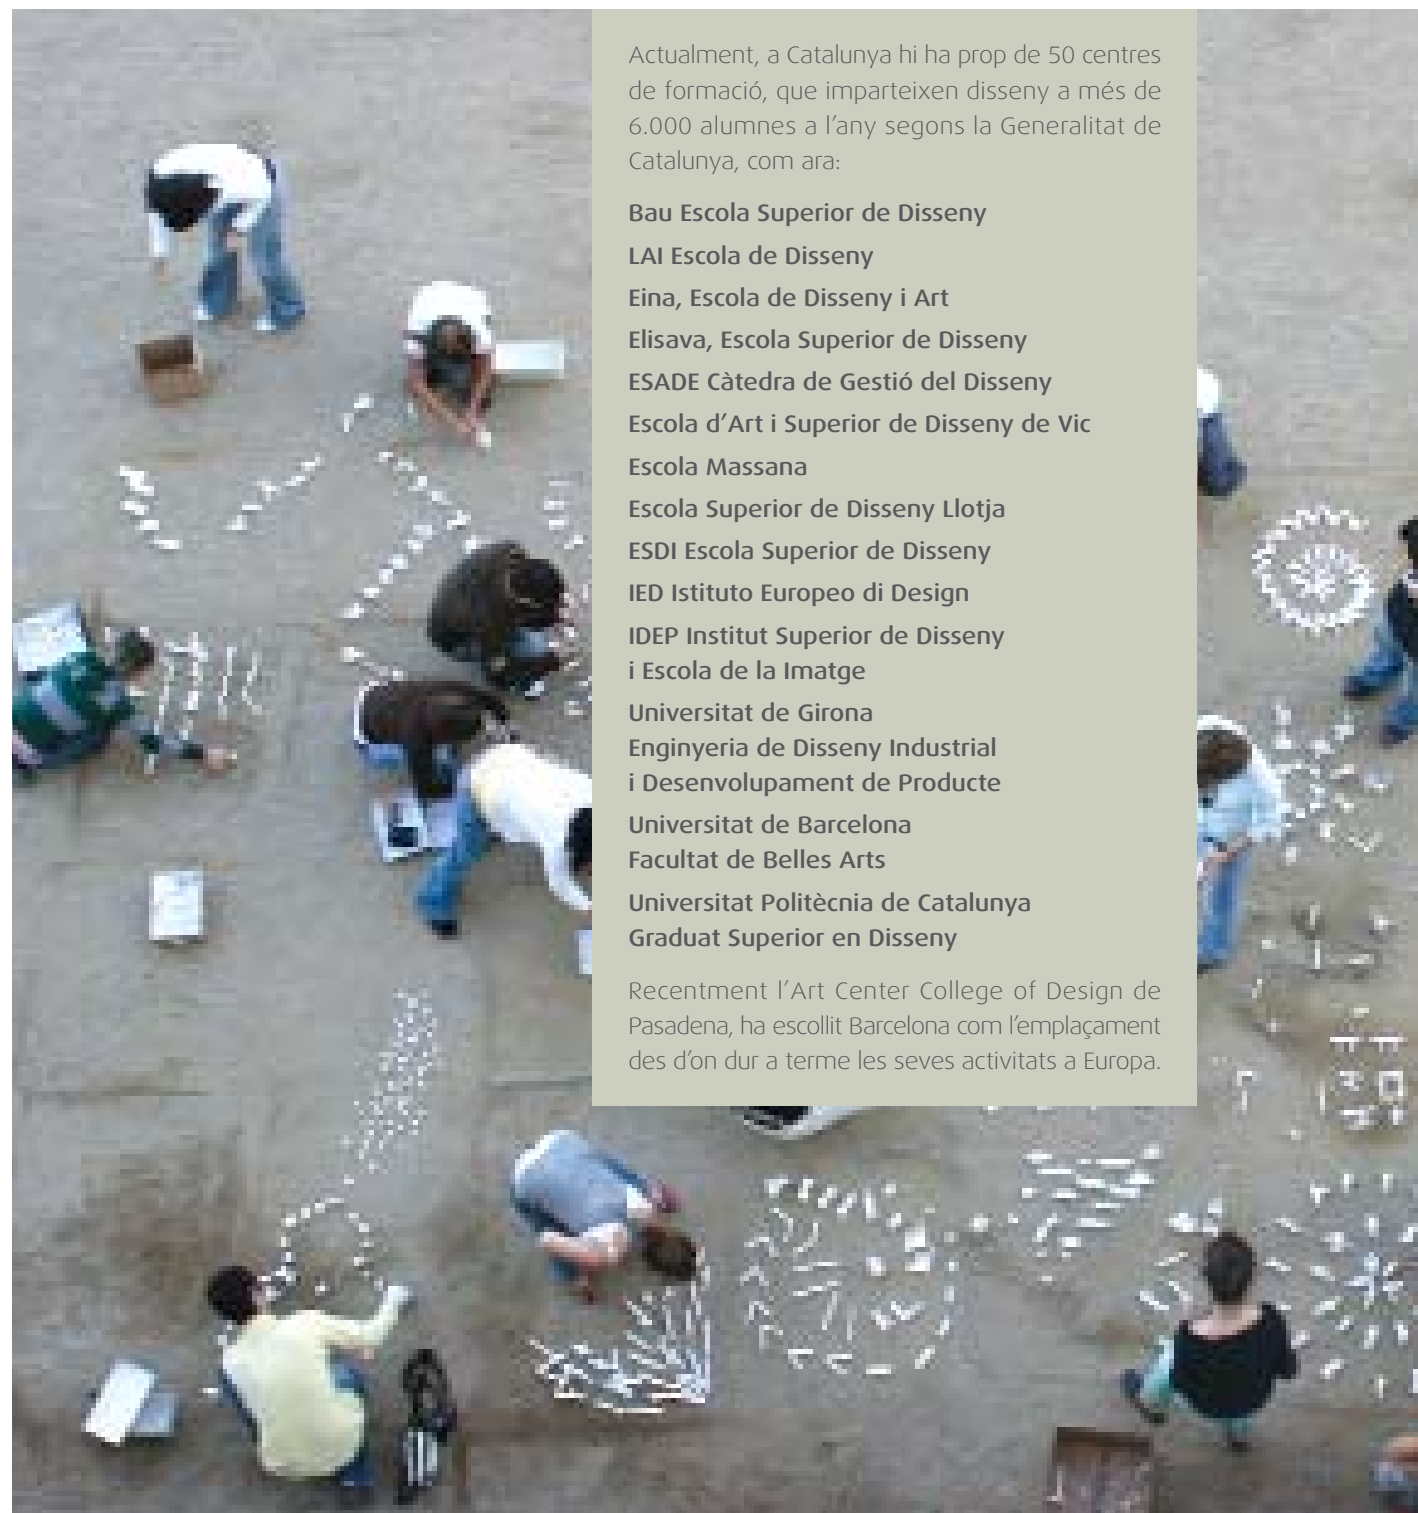 Actualment, a Catalunya hi ha prop de 50 centres
de formació, que imparteixen disseny a més de
6.000 alumnes a l’any segons la Generalitat de
Catalunya, com ara:
Bau Escola Superior de Disseny
LAI Escola de Disseny
Eina, Escola de Disseny i Art
Elisava, Escola Superior de Disseny
ESADE Càtedra de Gestió del Disseny
Escola d’Art i Superior de Disseny de Vic
Escola Massana
Escola Superior de Disseny Llotja
ESDI Escola Superior de Disseny
IED Istituto Europeo di Design
IDEP Institut Superior de Disseny
i Escola de la Imatge
Universitat de Girona
Enginyeria de Disseny Industrial
i Desenvolupament de Producte
Universitat de Barcelona
Facultat de Belles Arts
Universitat Politècnia de Catalunya
Graduat Superior en Disseny
Recentment l’Art Center College of Design de
Pasadena, ha escollit Barcelona com l’emplaçament
des d’on dur a terme les seves activitats a Europa.